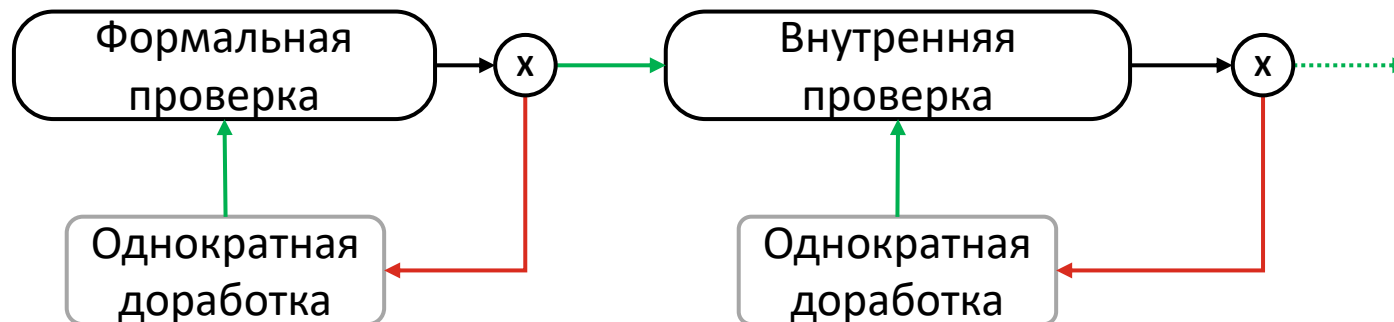 Формальная
проверка
X
Внутренняя
проверка
X
Однократная
доработка
Однократная
доработка